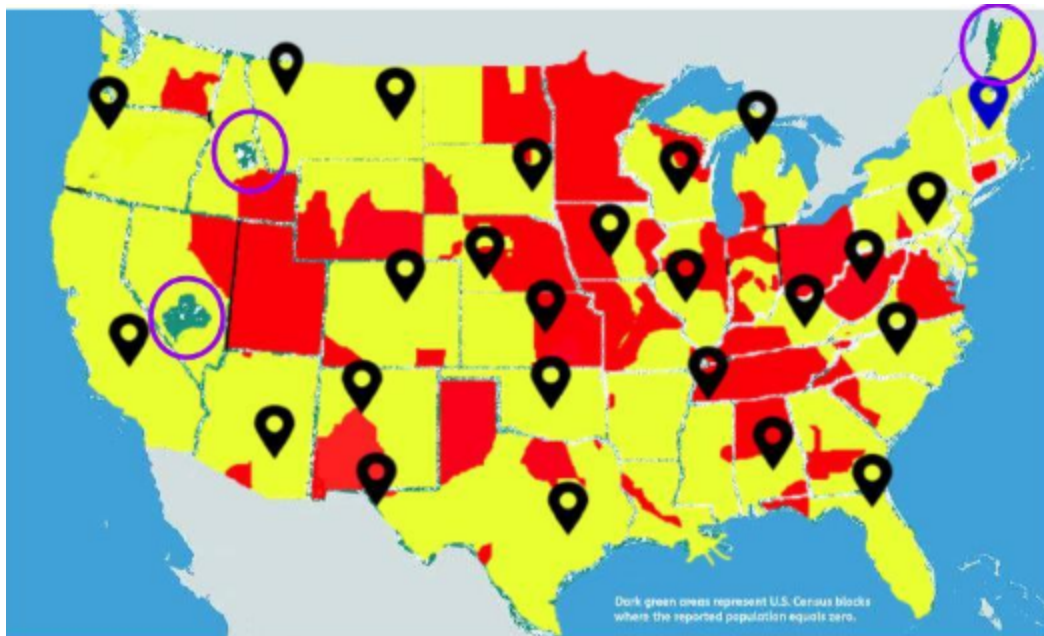 Dark green areas represent U.S. Census blocks
where the reported population equals zero.